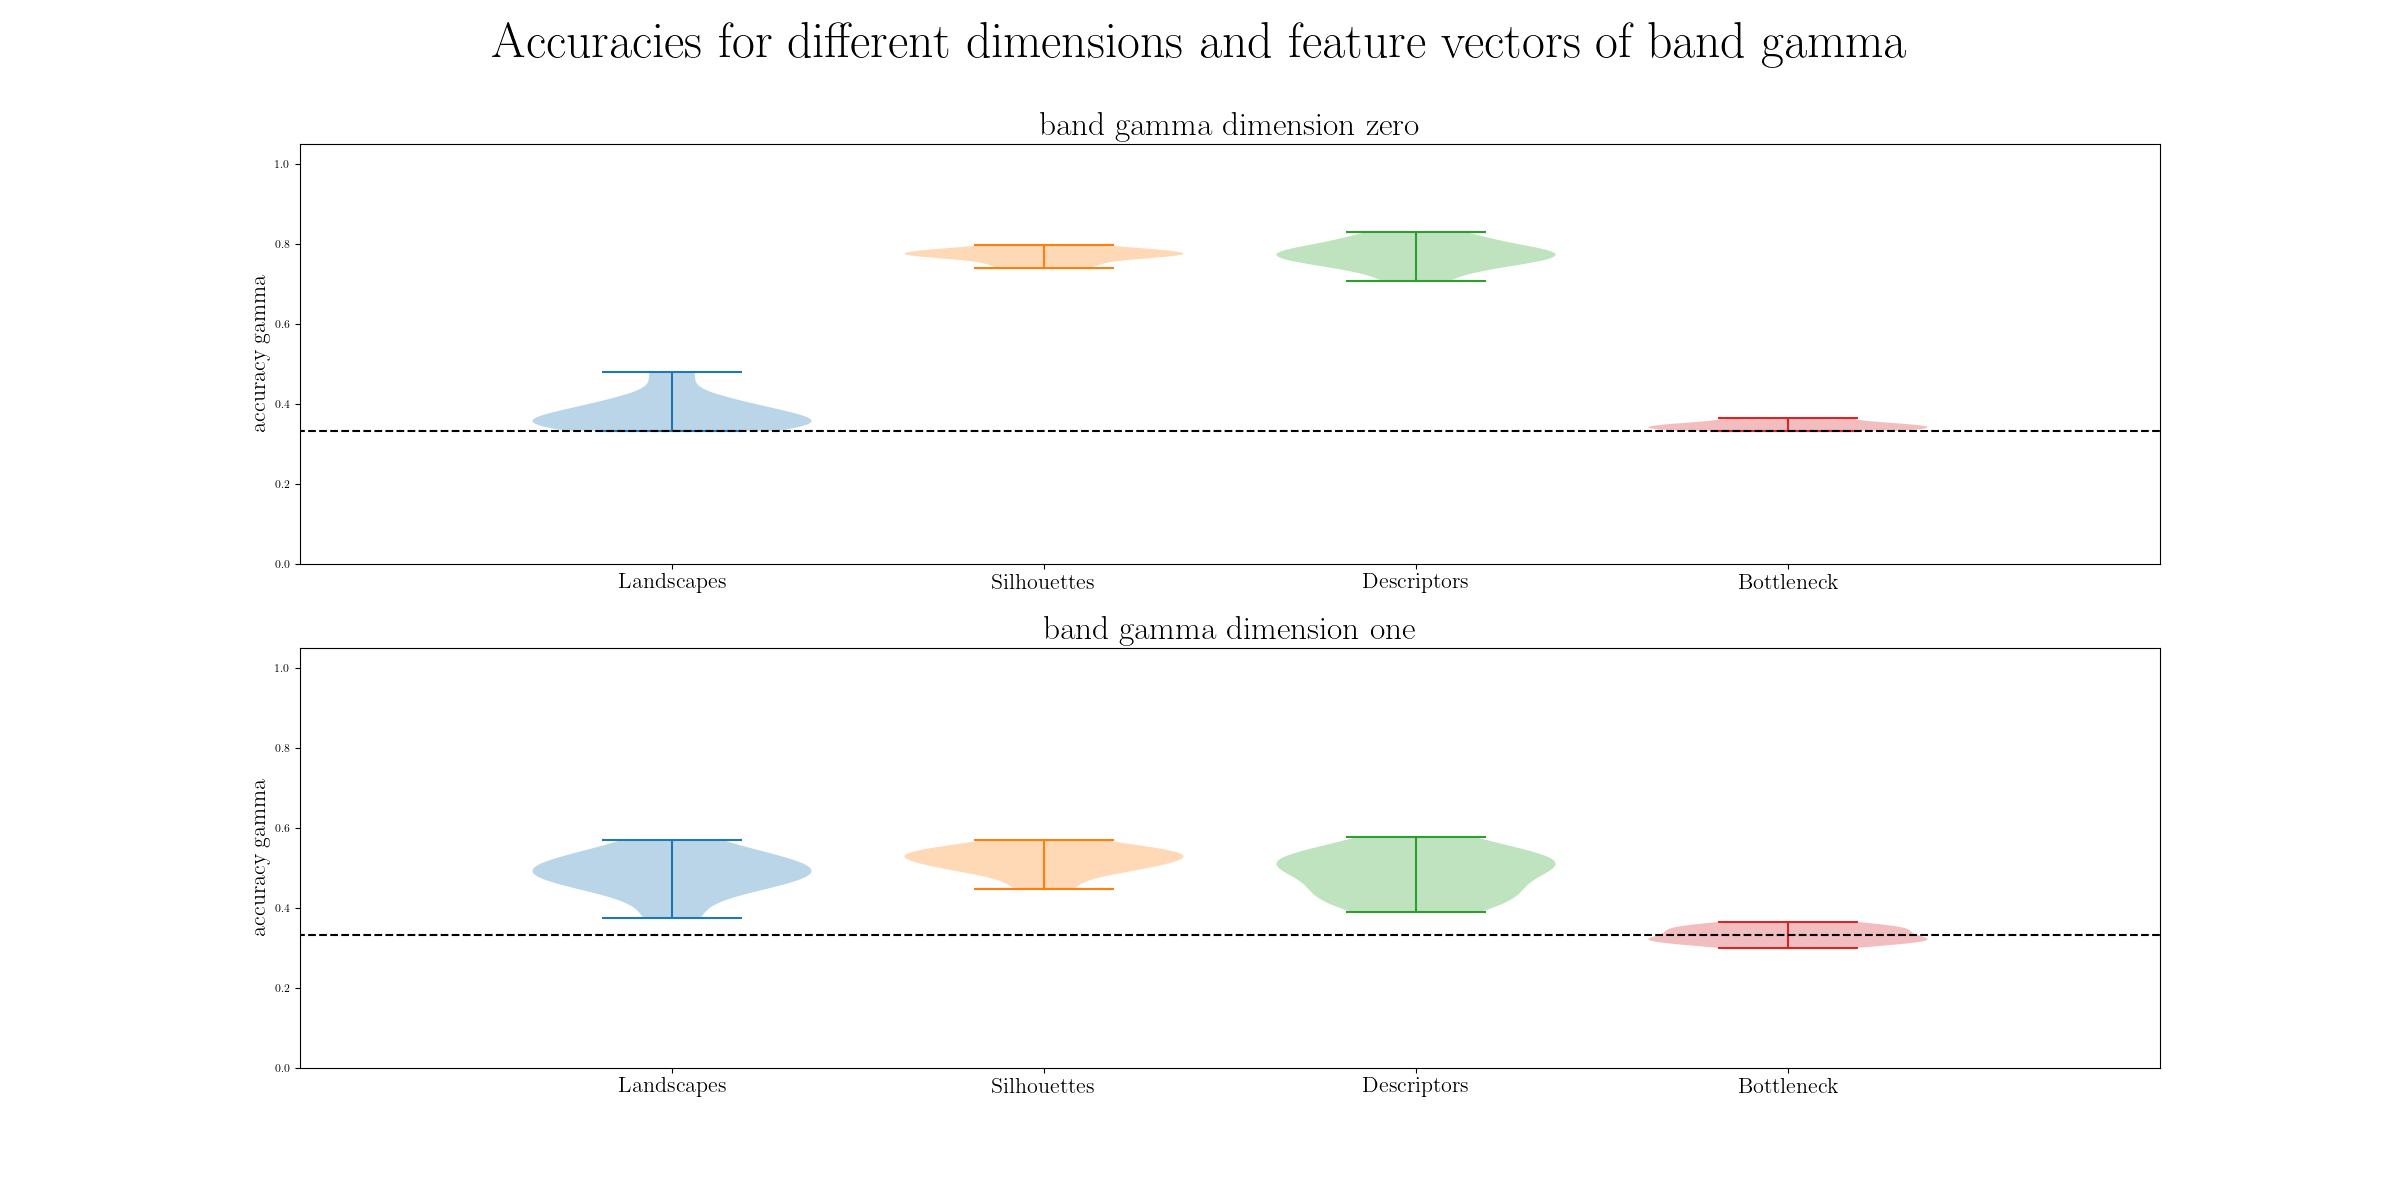 Accuracies for different dimensions and feature vectors of band gamma
band gamma dimension zero
accuracy gamma
1.0
0.8
0.6
0.4
0.2
0.0
Landscapes Silhouettes Descriptors Bottleneck
band gamma dimension one
accuracy gamma
1.0
0.8
0.6
0.4
0.2
0.0
Landscapes Silhouettes Descriptors Bottleneck